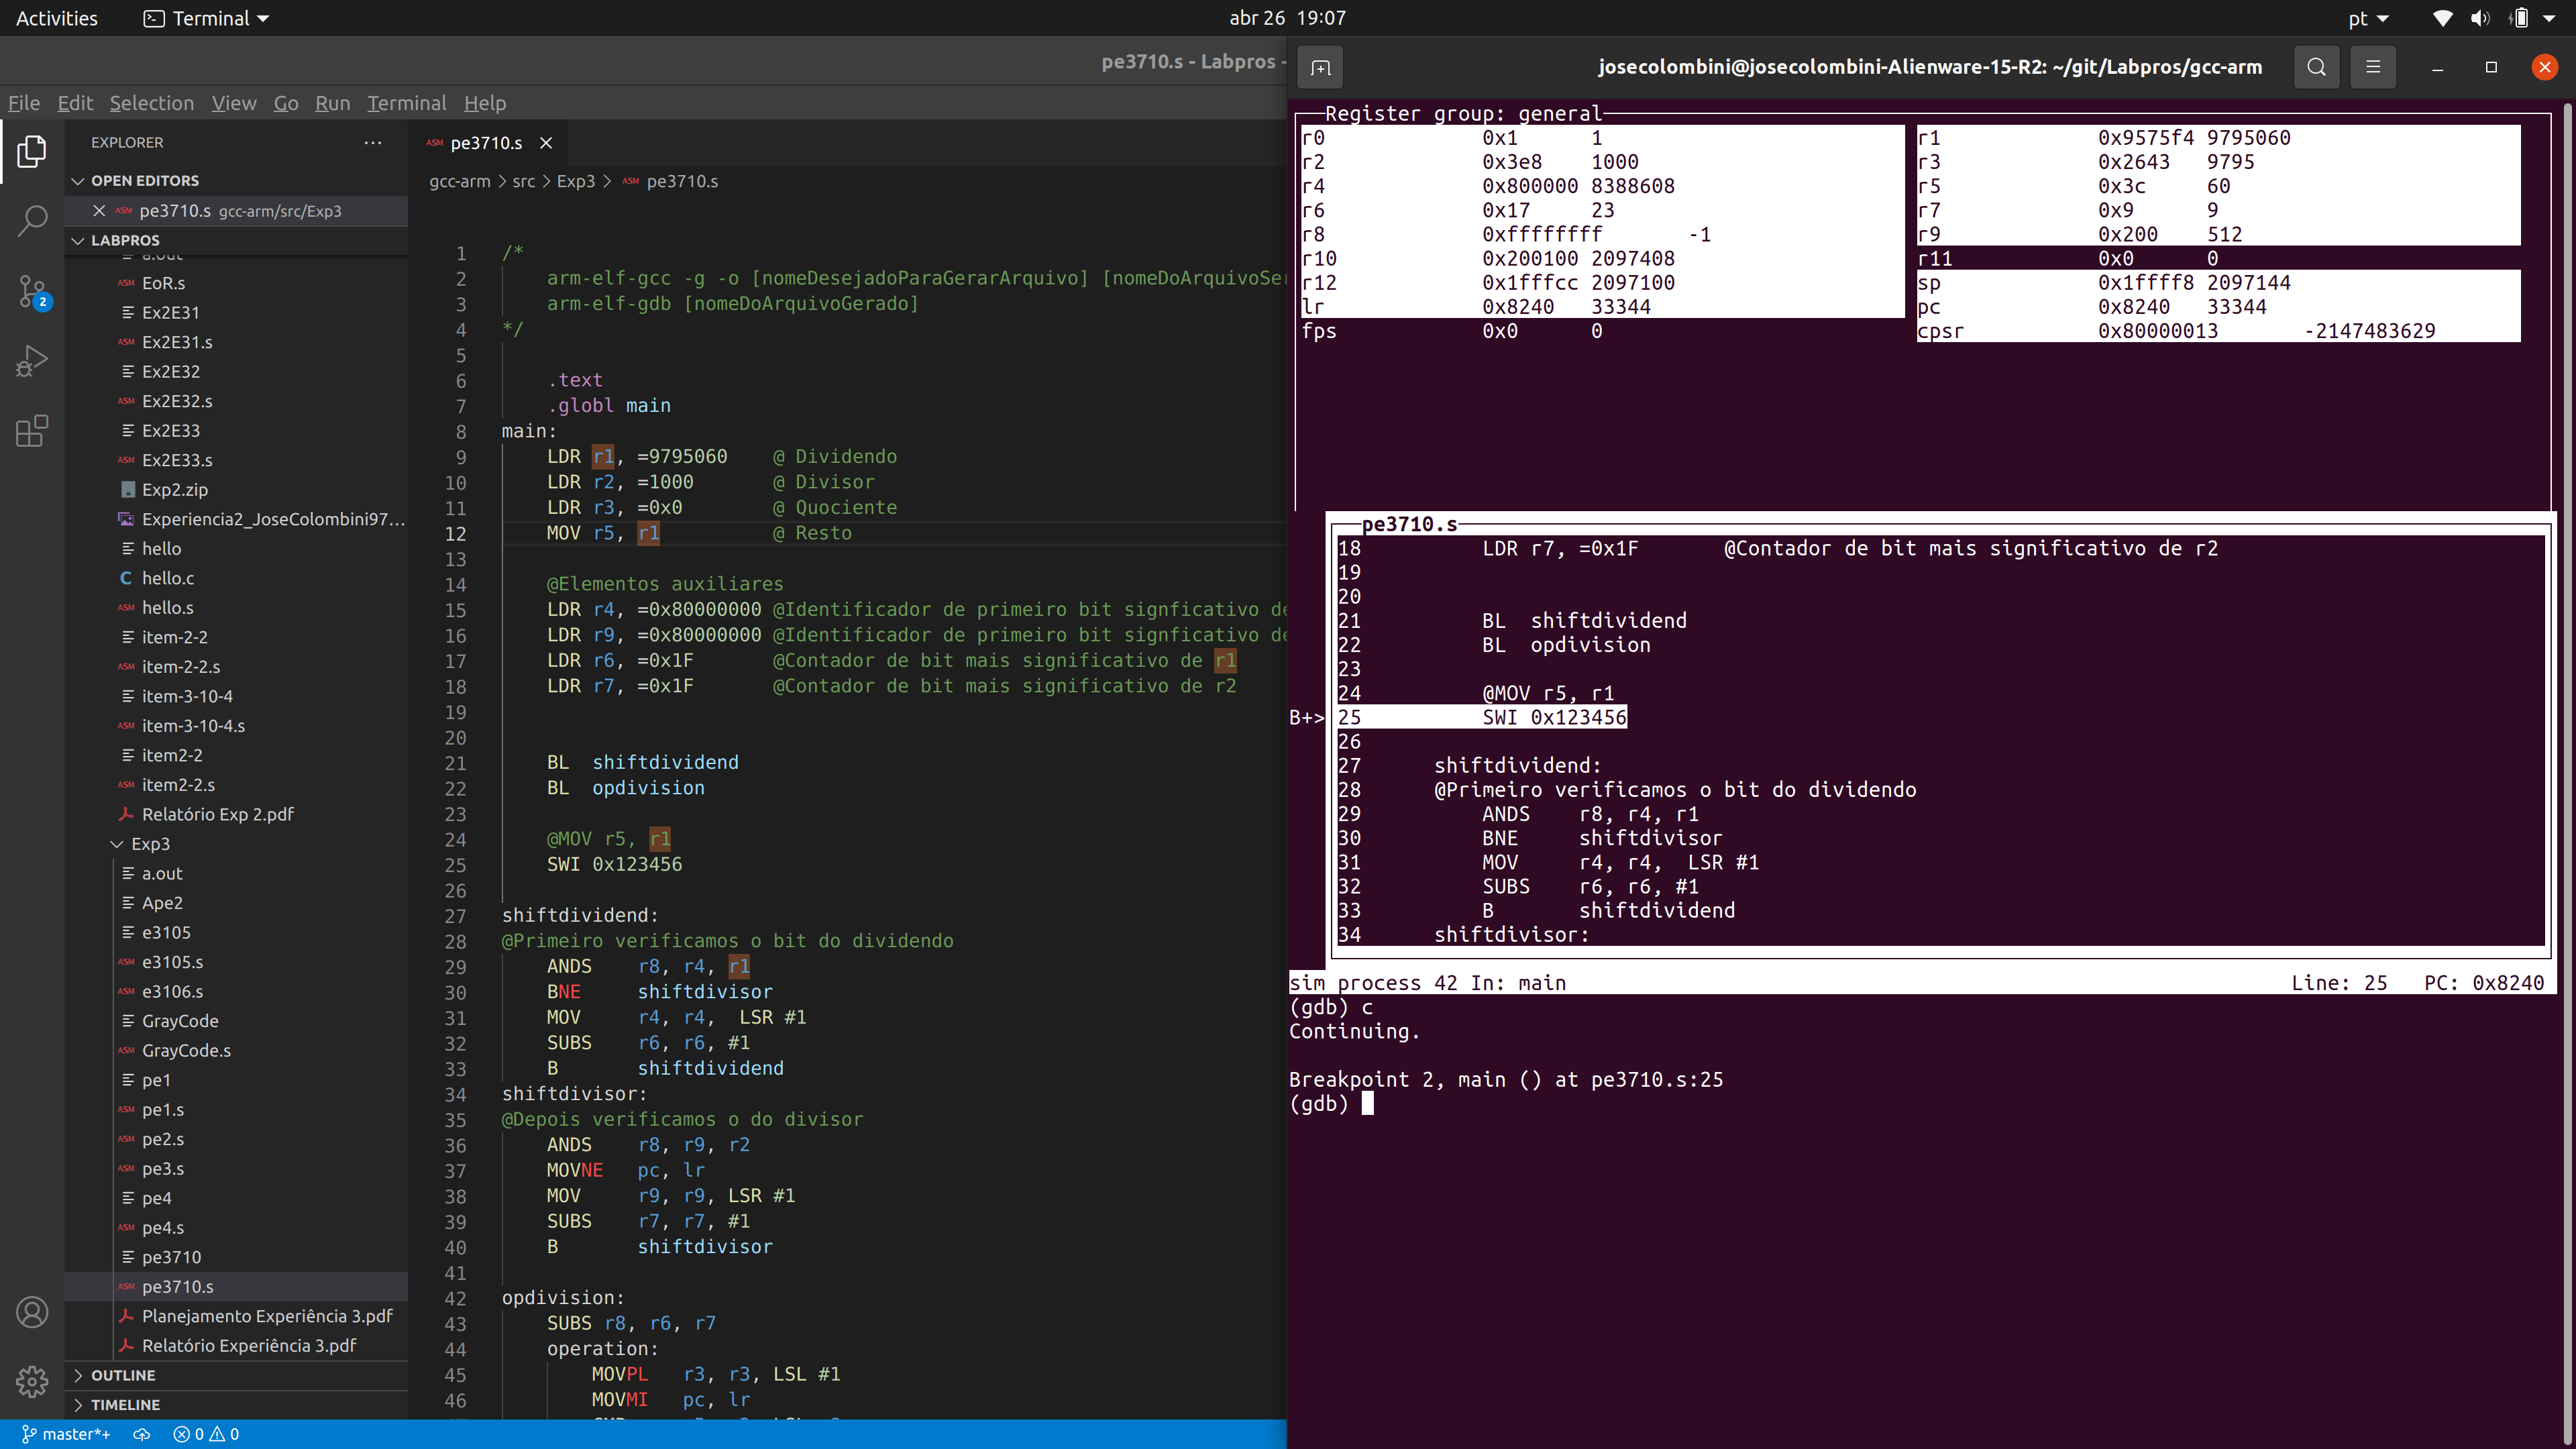 Activities
Terminal
abr 26 19:07
pt
pe3710.s - Labpros -
File Edit Selection View Go Run Terminal Help
EXPLORER
OPEN EDITORS
ASM pe3710.s gcc-arm/src/Exp3
LABPROS
a.out
ASM EoR.s
Ex2E31
ASM Ex2E31.s
Ex2E32
ASM Ex2E32.s
Ex2E33
ASM Ex2E33.s
Exp2.zip
Experiencia2_JoseColombini97...
hello
C hello.c
ASM hello.s
item-2-2
ASM item-2-2.s
item-3-10-4
ASM item-3-10-4.s
item2-2
ASM item2-2.s
Relatório Exp 2.pdf
Exp3
a.out
Ape2
e3105
ASM e3105.s
ASM e3106.s
GrayCode
ASM GrayCode.s
pe1
ASM pe1.s
ASM pe2.s
ASM pe3.s
pe4
ASM pe4.s
pe3710
ASM pe3710.s
Planejamento Experiência 3.pdf
Relatório Experiência 3.pdf
OUTLINE
TIMELINE
master*+ 0 0
ASM pe3710.s
gcc-arm > src > Exp3 > ASM pe3710.s
1 /*
2 arm-elf-gcc -g -o [nomeDesejadoParaGerarArquivo] [nomeDoArquivoSer
3 arm-elf-gdb [nomeDoArquivoGerado]
4 */
5
6 .text
7 .globl main
8 main:
9 LDR r1, =9795060 @ Dividendo
10 LDR r2, =1000 @ Divisor
11 LDR r3, =0x0 @ Quociente
12 MOV r5, r1 @ Resto
13
14 @Elementos auxiliares
15 LDR r4, =0x80000000 @Identificador de primeiro bit signficativo de
16 LDR r9, =0x80000000 @Identificador de primeiro bit signficativo de
17 LDR r6, =0x1F @Contador de bit mais significativo de r1
18 LDR r7, =0x1F @Contador de bit mais significativo de r2
19
20
21 BL shiftdividend
22 BL opdivision
23
24 @MOV r5, r1
25 SWI 0x123456
26
27 shiftdividend:
28 @Primeiro verificamos o bit do dividendo
29 ANDS r8, r4, r1
30 BNE shiftdivisor
31 MOV r4, r4, LSR #1
32 SUBS r6, r6, #1
33 B shiftdividend
34 shiftdivisor:
35 @Depois verificamos o do divisor
36 ANDS r8, r9, r2
37 MOVNE pc, lr
38 MOV r9, r9, LSR #1
39 SUBS r7, r7, #1
40 B shiftdivisor
41
42 opdivision:
43 SUBS r8, r6, r7
44 operation:
45 MOVPL r3, r3, LSL #1
46 MOVMI pc, lr
josecolombini@josecolombini-Alienware-15-R2: ~/git/Labpros/gcc-arm
Register group: general
r0 0x1 1 r1 0x9575f4 9795060
r2 0x3e8 1000 r3 0x2643 9795
r4 0x800000 8388608 r5 0x3c 60
r6 0x17 23 r7 0x9 9
r8 0xffffffff -1 r9 0x200 512
r10 0x200100 2097408 r11 0x0 0
r12 0x1fffcc 2097100 sp 0x1ffff8 2097144
lr 0x8240 33344 pc 0x8240 33344
fps 0x0 0 cpsr 0x80000013 -2147483629
pe3710.s
18 LDR r7, =0x1F @Contador de bit mais significativo de r2
19
20
21 BL shiftdividend
22 BL opdivision
23
24 @MOV r5, r1
B+> 25 SWI 0x123456
26
27 shiftdividend:
28 @Primeiro verificamos o bit do dividendo
29 ANDS r8, r4, r1
30 BNE shiftdivisor
31 MOV r4, r4, LSR #1
32 SUBS r6, r6, #1
33 B shiftdividend
34 shiftdivisor:
sim process 42 In: main Line: 25 PC: 0x8240
(gdb) c
Continuing.
Breakpoint 2, main () at pe3710.s:25
(gdb)